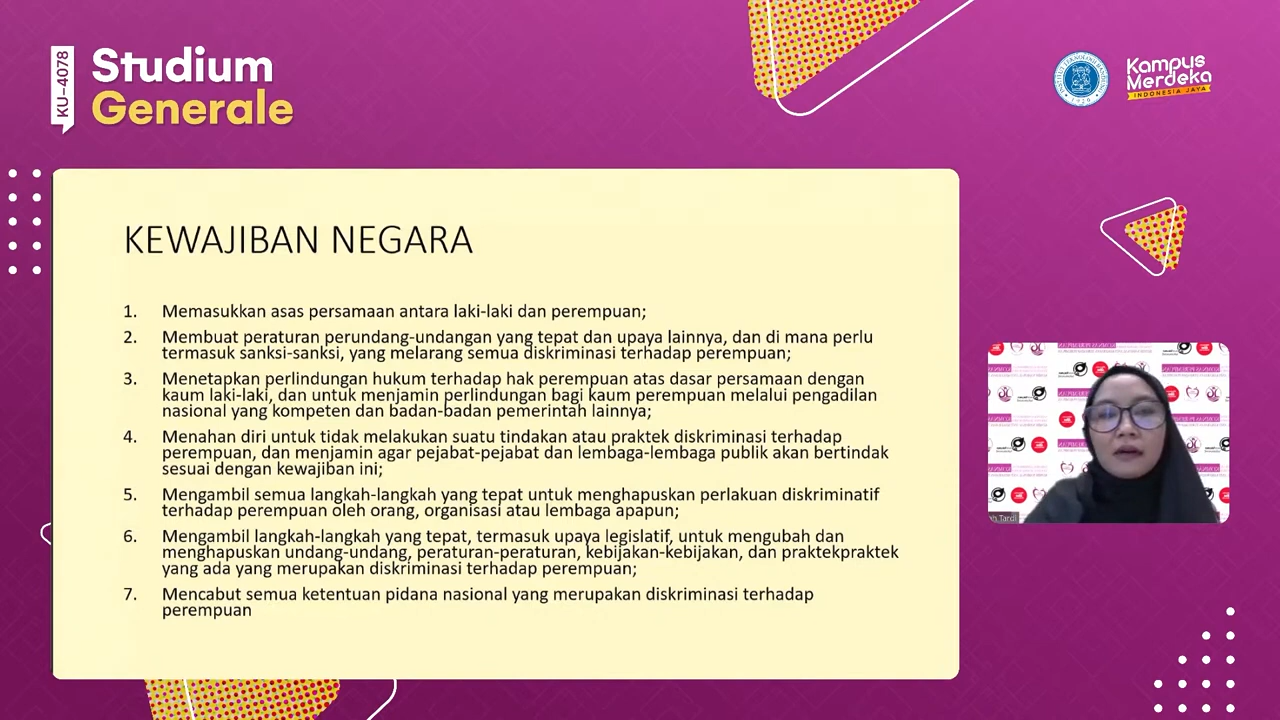 KU-4078
Studium
Generale
INSTITUT TEKNOLOGI BANDUNG
1920
Kampus
Merdeka
INDONESIA JAYA
KEWAJIBAN NEGARA
1. Memasukkan asas persamaan antara laki-laki dan perempuan;
2. Membuat peraturan perundang-undangan yang tepat dan upaya lainnya, dan di mana perlu
termasuk sanksi-sanksi, yang melarang semua diskriminasi terhadap perempuan;
3. Menetapkan perlindungan hukum terhadap hak perempuan atas dasar persamaan dengan
kaum laki-laki, dan untuk menjamin perlindungan bagi kaum perempuan melalui pengadilan
nasional yang kompeten dan badan-badan pemerintah lainnya;
4. Menahan diri untuk tidak melakukan suatu tindakan atau praktek diskriminasi terhadap
perempuan, dan menjamin agar pejabat-pejabat dan lembaga-lembaga publik akan bertindak
sesuai dengan kewajiban ini;
5. Mengambil semua langkah-langkah yang tepat untuk menghapuskan perlakuan diskriminatif
terhadap perempuan oleh orang, organisasi atau lembaga apapun;
6. Mengambil langkah-langkah yang tepat, termasuk upaya legislatif, untuk mengubah dan
menghapuskan undang-undang, peraturan-peraturan, kebijakan-kebijakan, dan praktekpraktek
yang ada yang merupakan diskriminasi terhadap perempuan;
7. Mencabut semua ketentuan pidana nasional yang merupakan diskriminasi terhadap
perempuan
ah Tardi